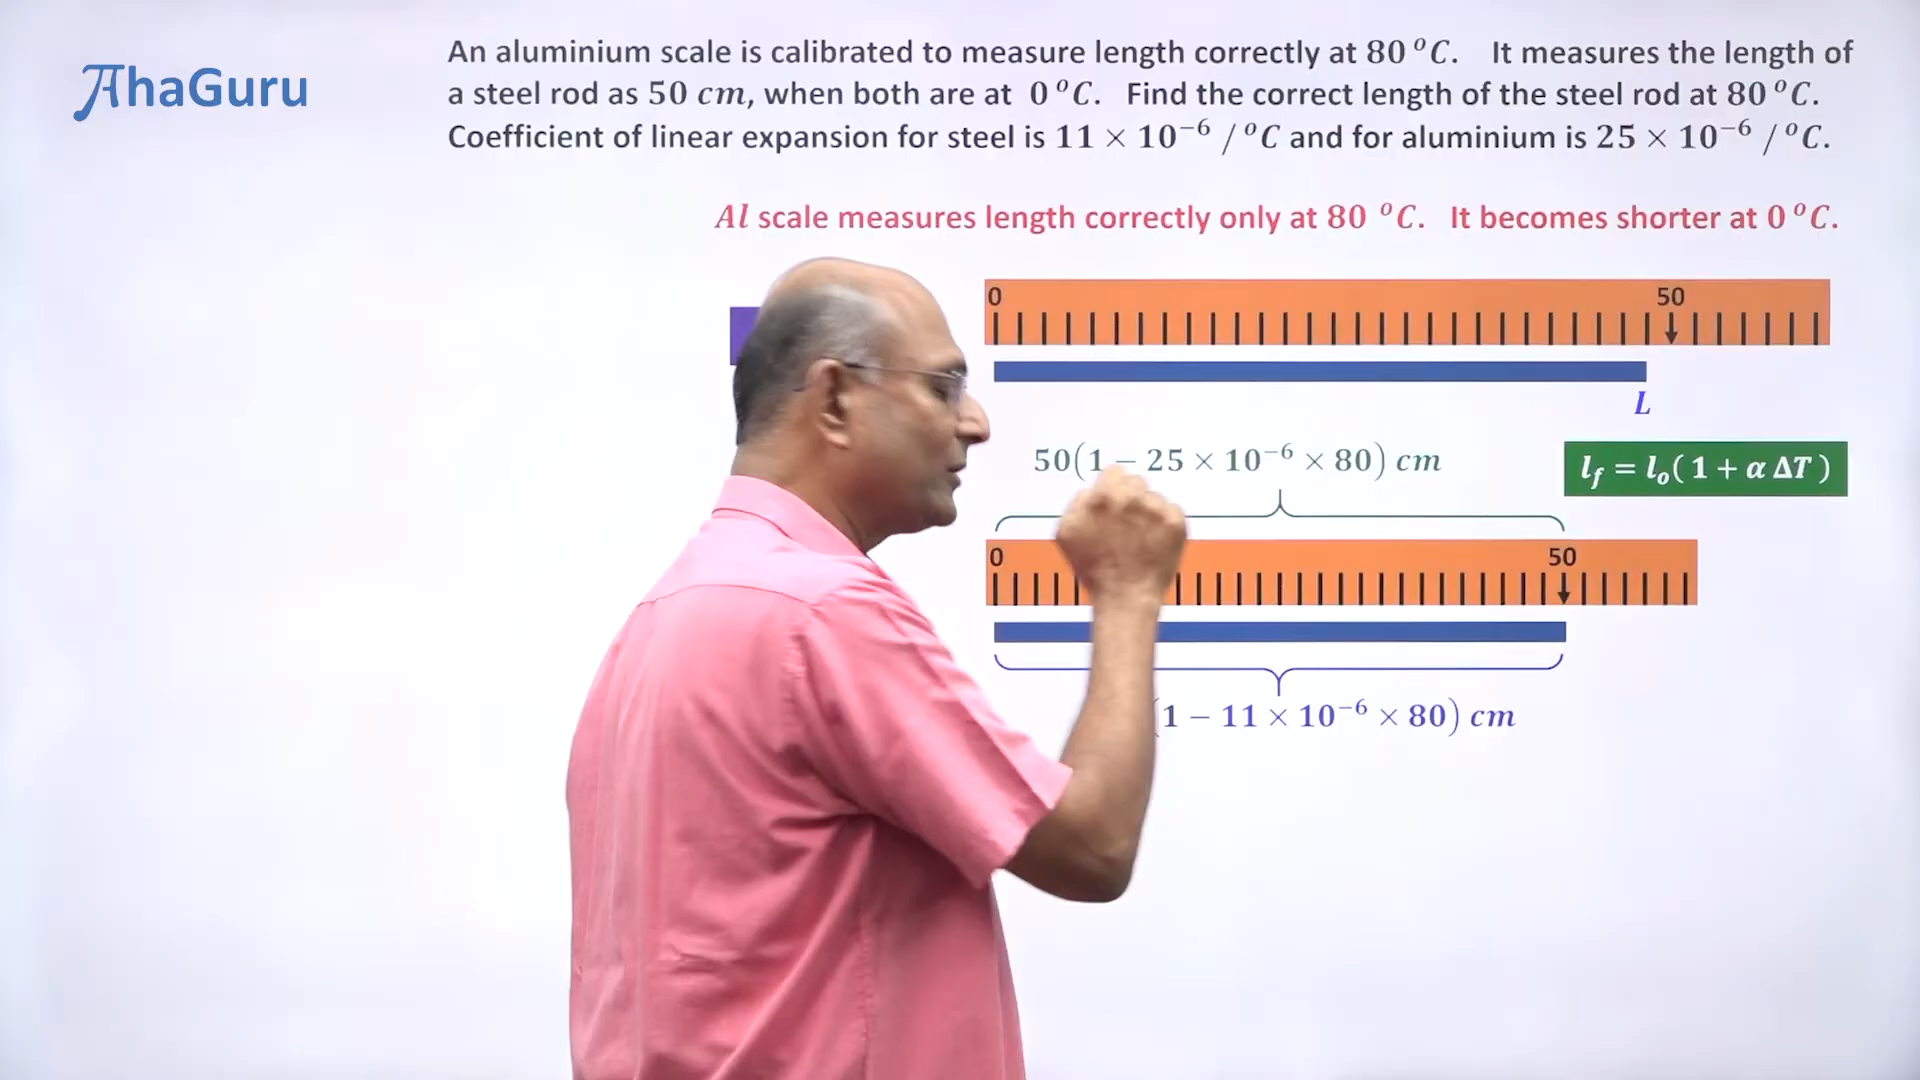 AhaGuru
An aluminium scale is calibrated to measure length correctly at 80 °C. It measures the length of
a steel rod as 50 cm, when both are at 0 °C. Find the correct length of the steel rod at 80 °C.
Coefficient of linear expansion for steel is 11 × 10⁻⁶ / °C and for aluminium is 25 × 10⁻⁶ / °C.
Al scale measures length correctly only at 80 °C. It becomes shorter at 0 °C.
0 50
L
50(1 − 25 × 10⁻⁶ × 80) cm
l_f = l_o( 1 + α ΔT )
0 50
(1 − 11 × 10⁻⁶ × 80) cm